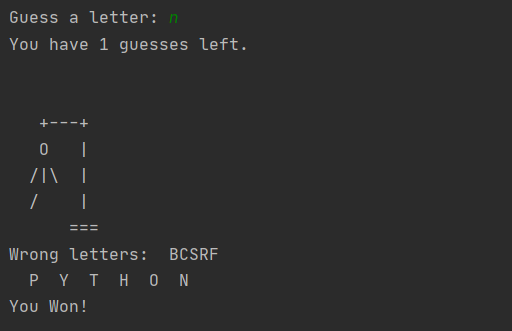 Guess a letter: n
You have 1 guesses left.
   +---+
   O   |
  /|\  |
  /    |
      ===
Wrong letters:  BCSRF
  P  Y  T  H  O  N
You Won!